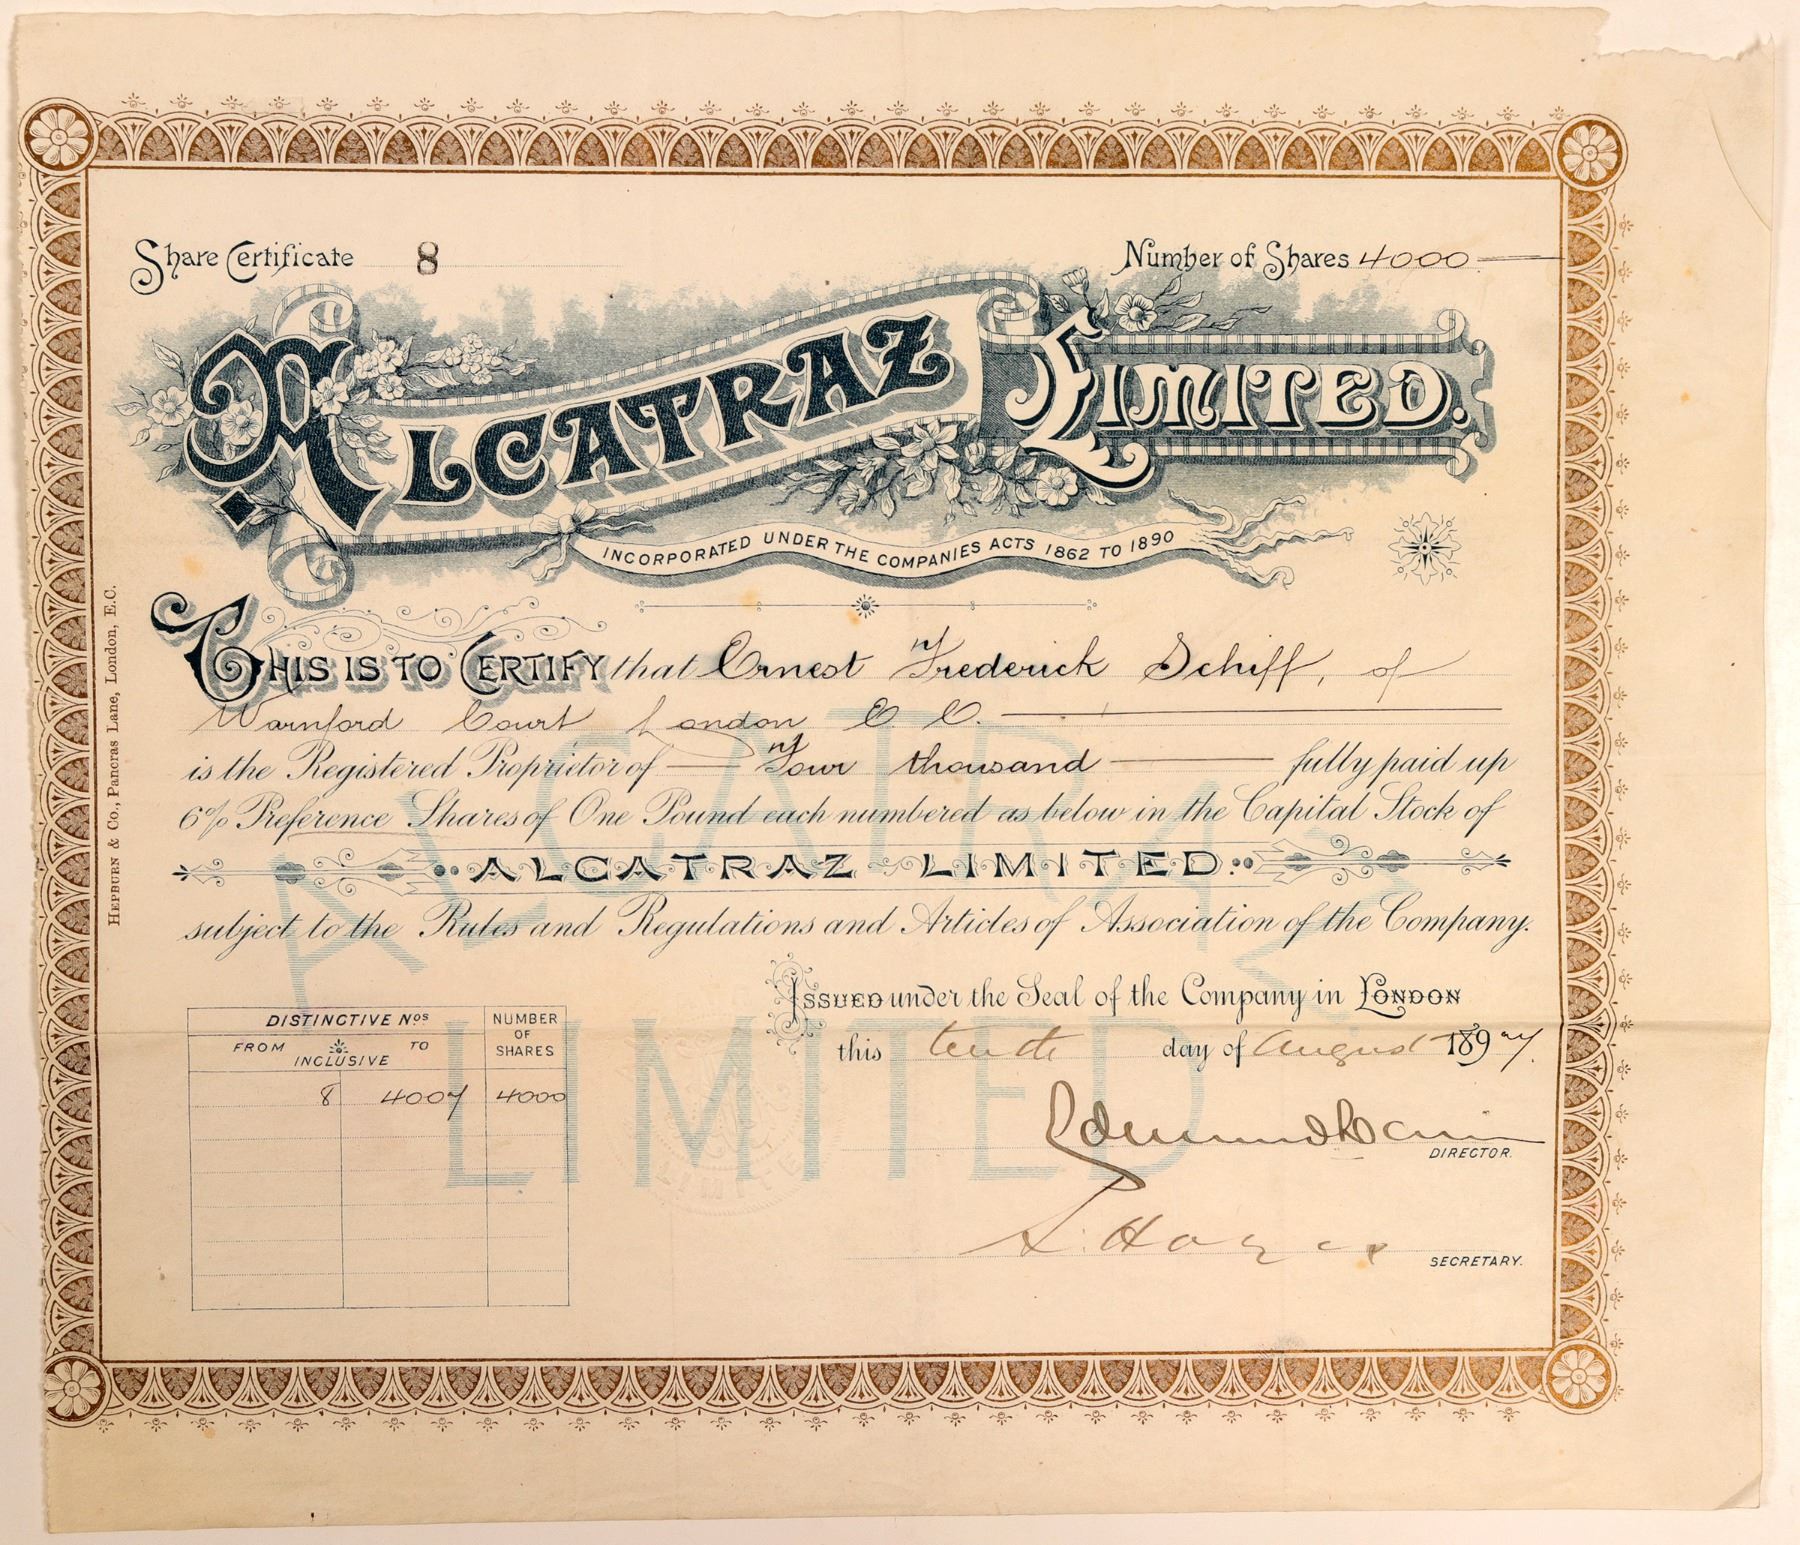 Share Certificate 8
Number of Shares 4000
ALCATRAZ LIMITED.
INCORPORATED UNDER THE COMPANIES ACTS 1862 TO 1890
THIS IS TO CERTIFY that Ernest Frederick Schiff, of
Warnford Court London E.C.
is the Registered Proprietor of Four thousand fully paid up
6% Preference Shares of One Pound each numbered as below in the Capital Stock of
ALCATRAZ LIMITED
subject to the Rules and Regulations and Articles of Association of the Company.
ISSUED under the Seal of the Company in LONDON
this tenth day of August 1897.
DISTINCTIVE NOS
NUMBER OF SHARES
FROM INCLUSIVE TO
8 4007 4000
DIRECTOR.
SECRETARY.
HEPBURN & Co., Pancras Lane, London, E.C.
ALCATRAZ
LIMITED
LIMITED